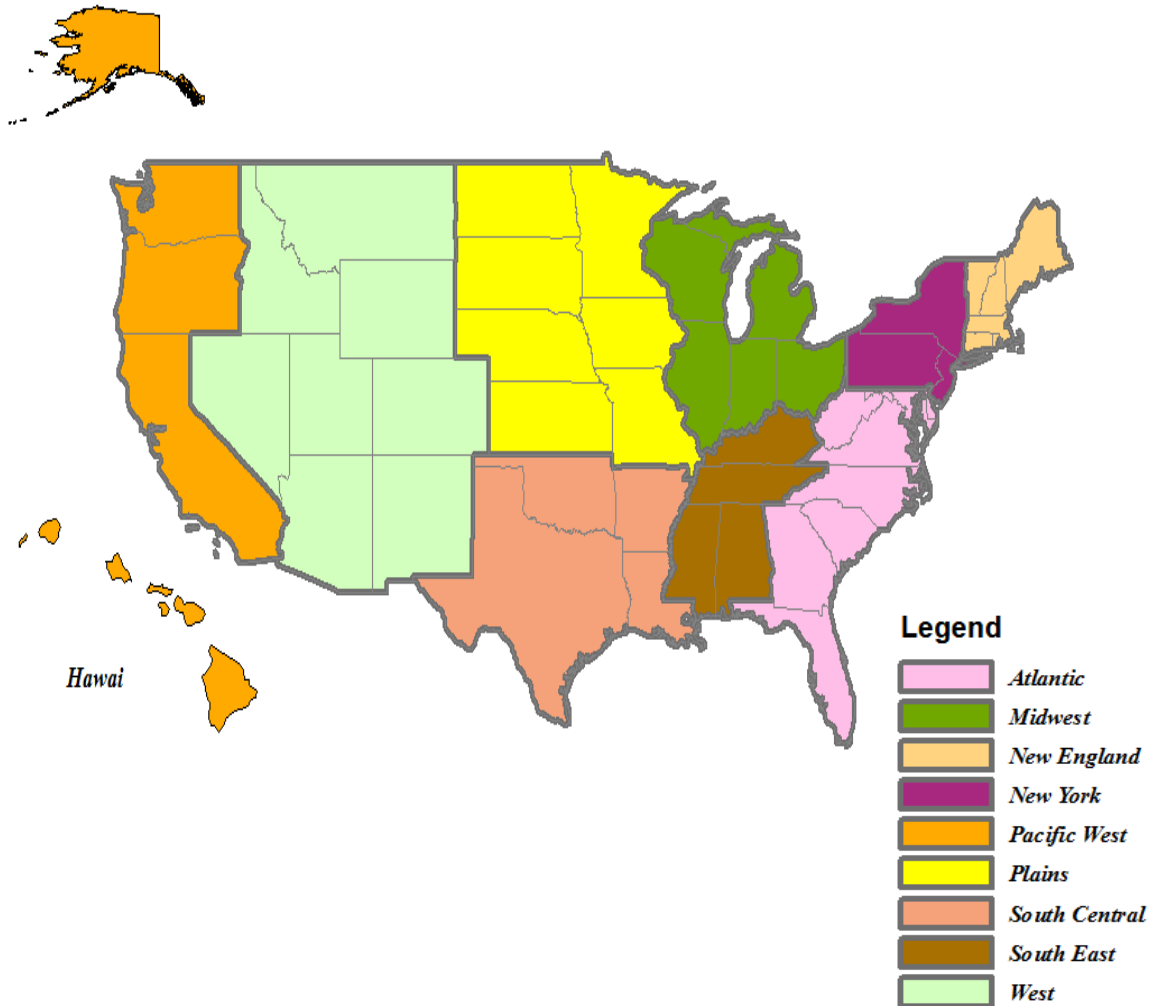 Hawai
Legend
Atlantic
Midwest
New England
New York
Pacific West
Plains
South Central
South East
West